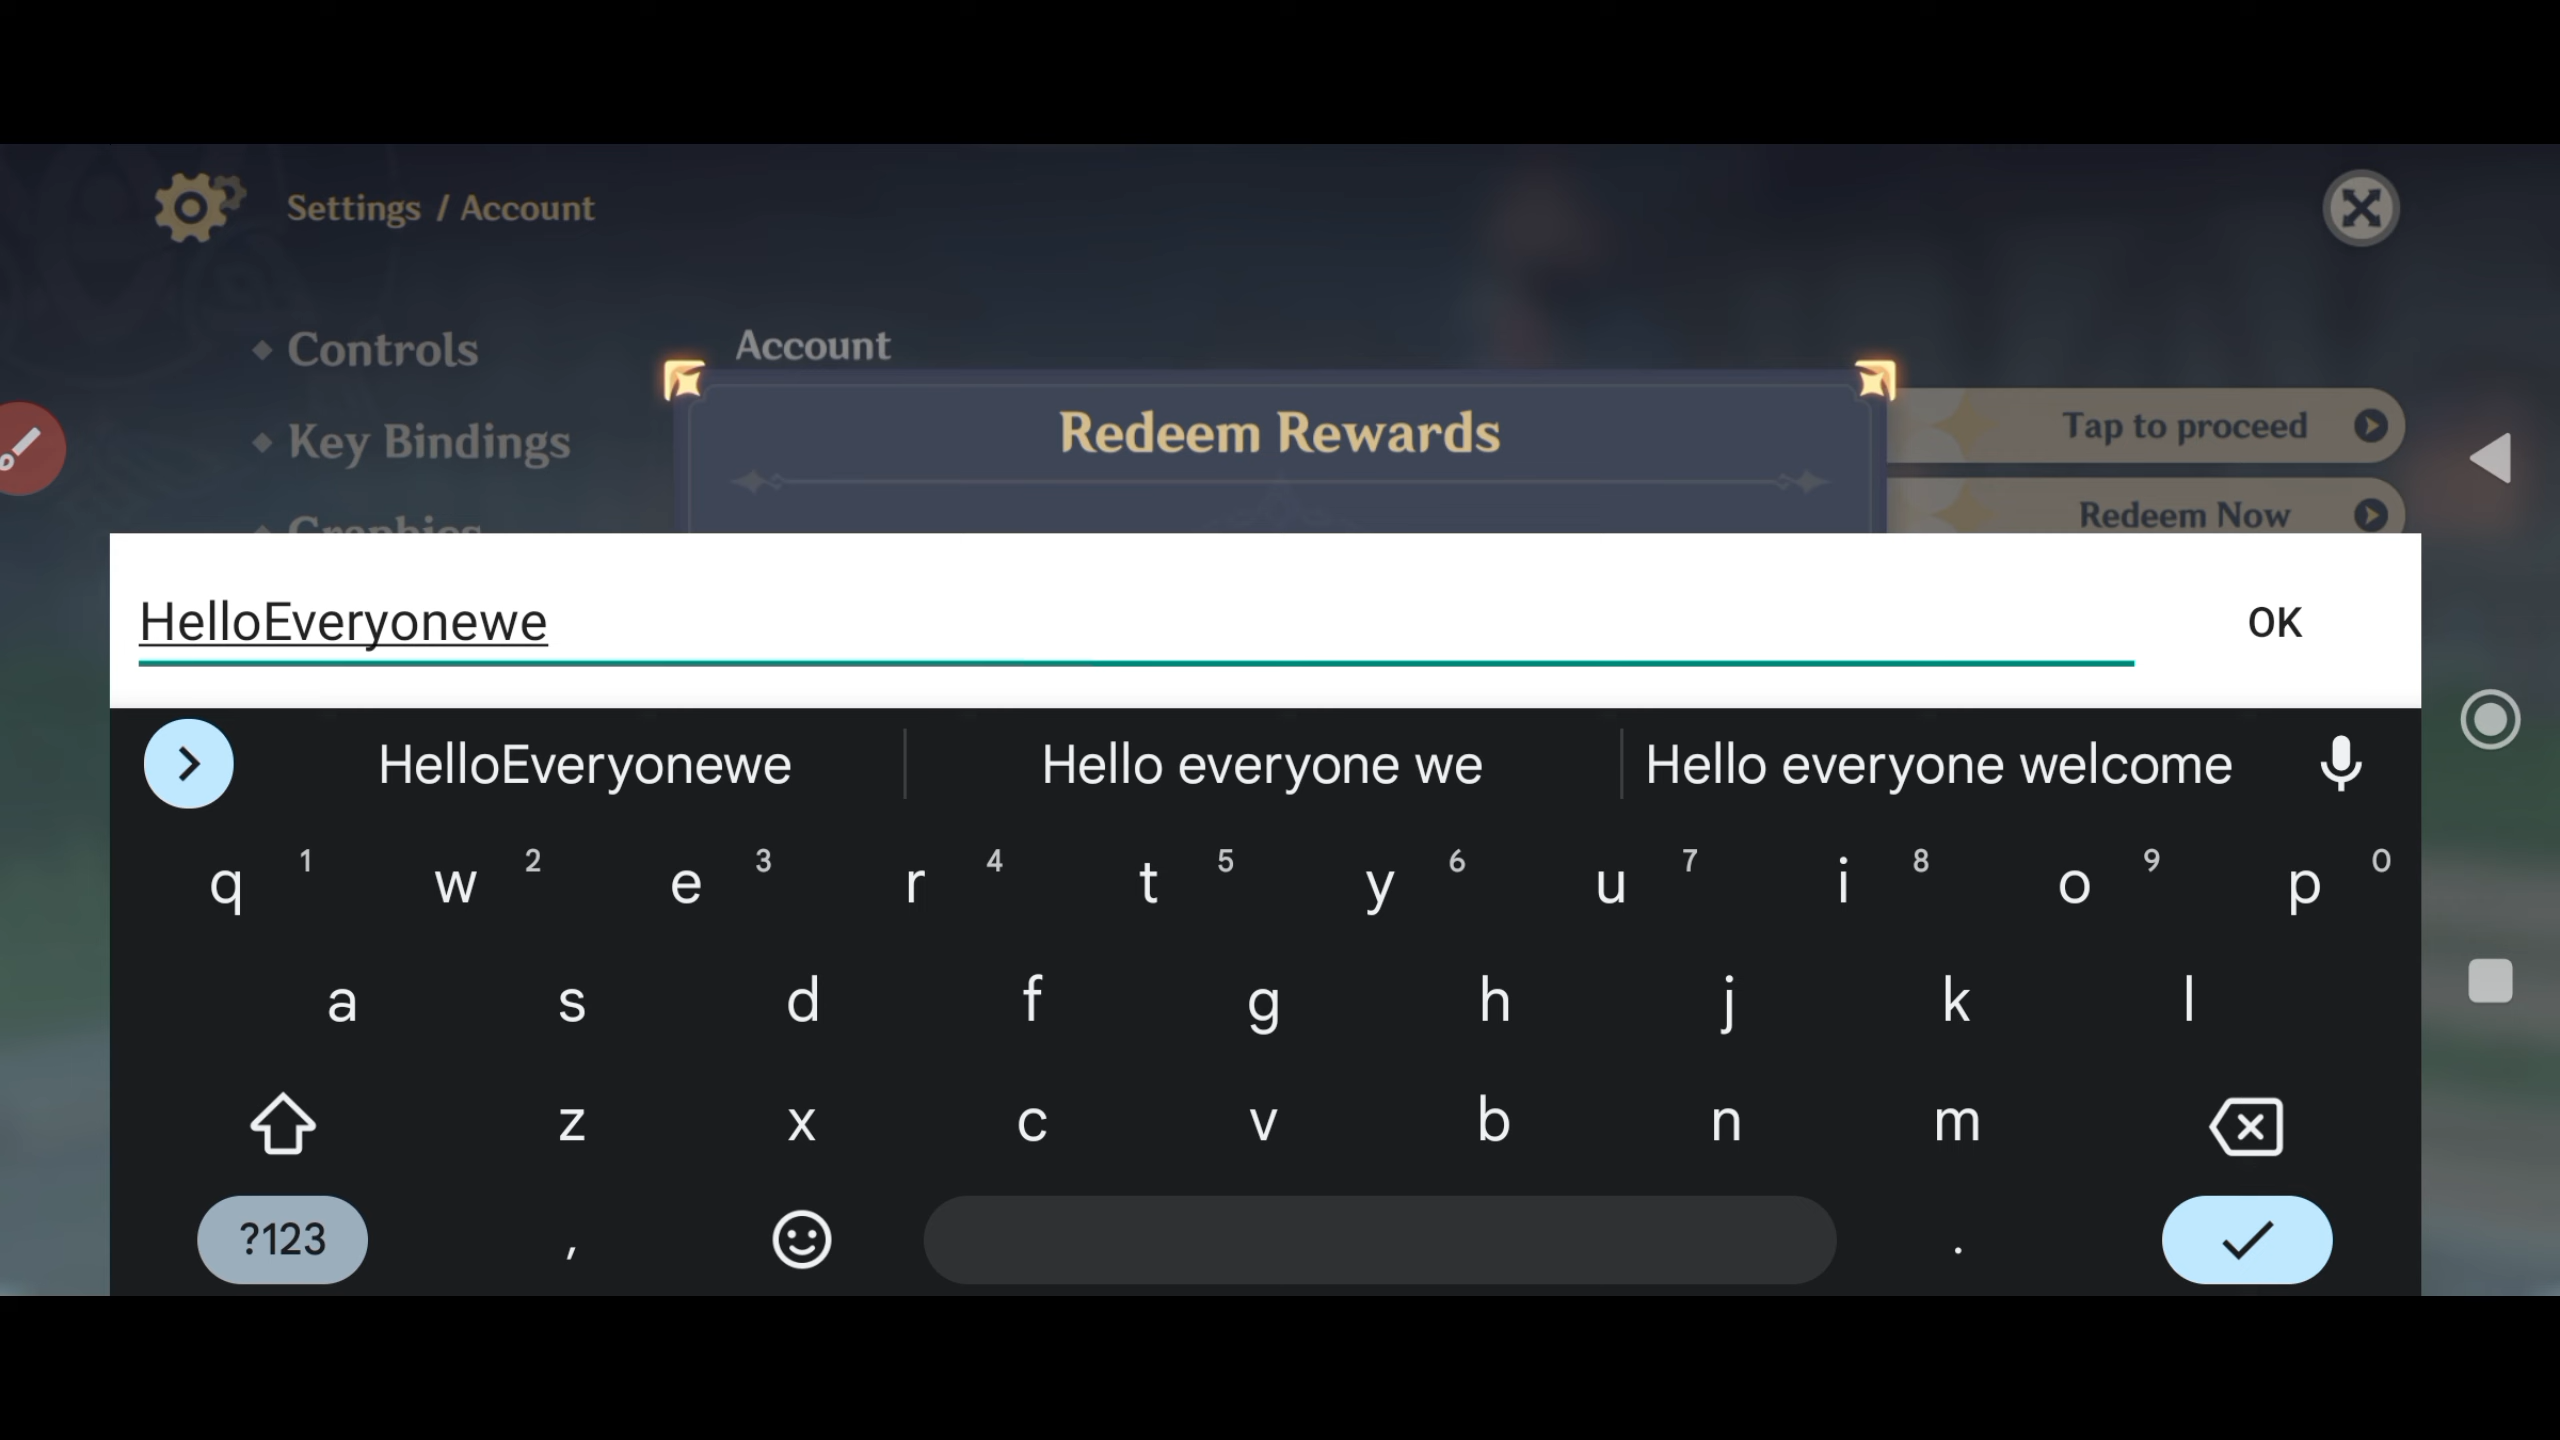 Settings / Account
Controls
Account
Key Bindings
Redeem Rewards
Tap to proceed
Graphics
Redeem Now
HelloEveryonewe
OK
HelloEveryonewe
Hello everyone we
Hello everyone welcome
q 1 w 2 e 3 r 4 t 5 y 6 u 7 i 8 o 9 p 0
a s d f g h j k l
z x c v b n m
?123 , .